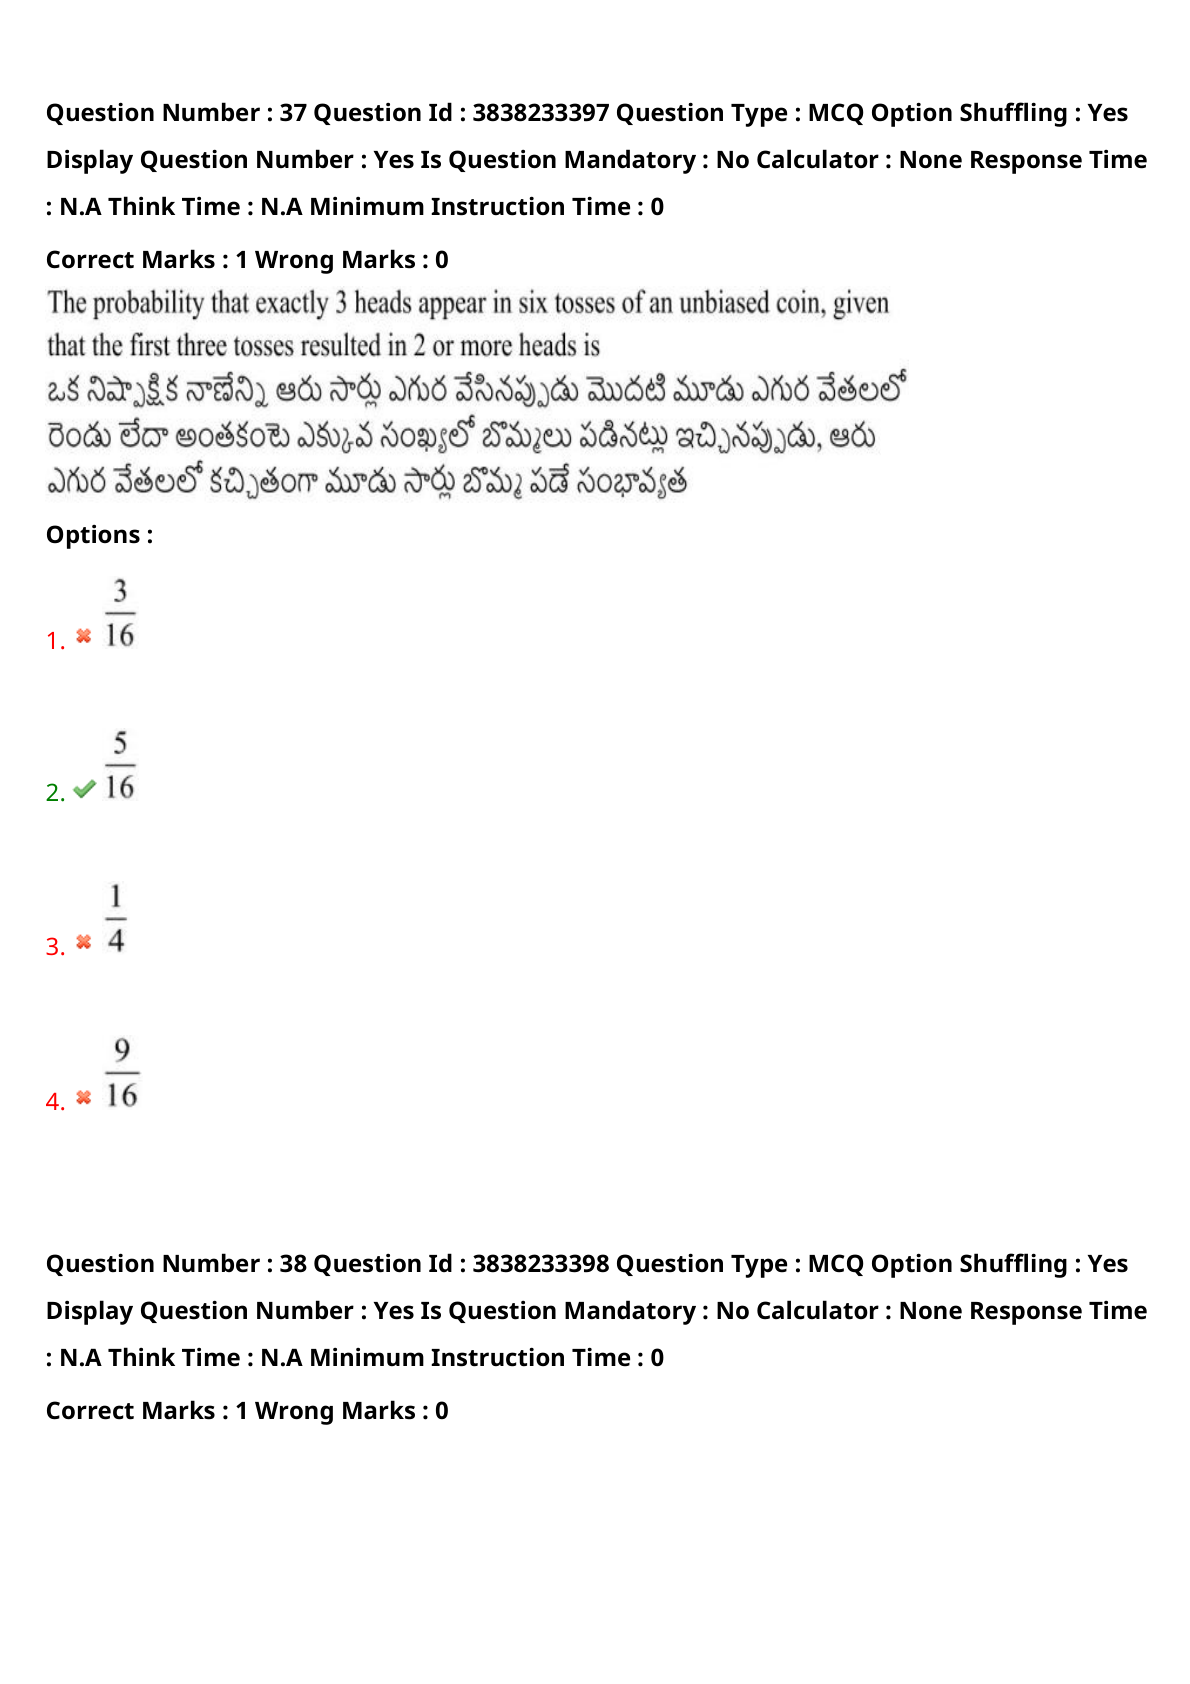 Question Number : 37 Question Id : 3838233397 Question Type : MCQ Option Shuffling : Yes
Display Question Number : Yes Is Question Mandatory : No Calculator : None Response Time
: N.A Think Time : N.A Minimum Instruction Time : 0
Correct Marks : 1 Wrong Marks : 0
The probability that exactly 3 heads appear in six tosses of an unbiased coin, given
that the first three tosses resulted in 2 or more heads is
ఒక నిష్పాక్షిక నాణేన్ని ఆరు సార్లు ఎగుర వేసినప్పుడు మొదటి మూడు ఎగుర వేతలలో
రెండు లేదా అంతకంటె ఎక్కువ సంఖ్యలో బొమ్మలు పడినట్లు ఇచ్చినప్పుడు, ఆరు
ఎగుర వేతలలో కచ్చితంగా మూడు సార్లు బొమ్మ పడే సంభావ్యత
Options :
1. 3/16
2. 5/16
3. 1/4
4. 9/16
Question Number : 38 Question Id : 3838233398 Question Type : MCQ Option Shuffling : Yes
Display Question Number : Yes Is Question Mandatory : No Calculator : None Response Time
: N.A Think Time : N.A Minimum Instruction Time : 0
Correct Marks : 1 Wrong Marks : 0